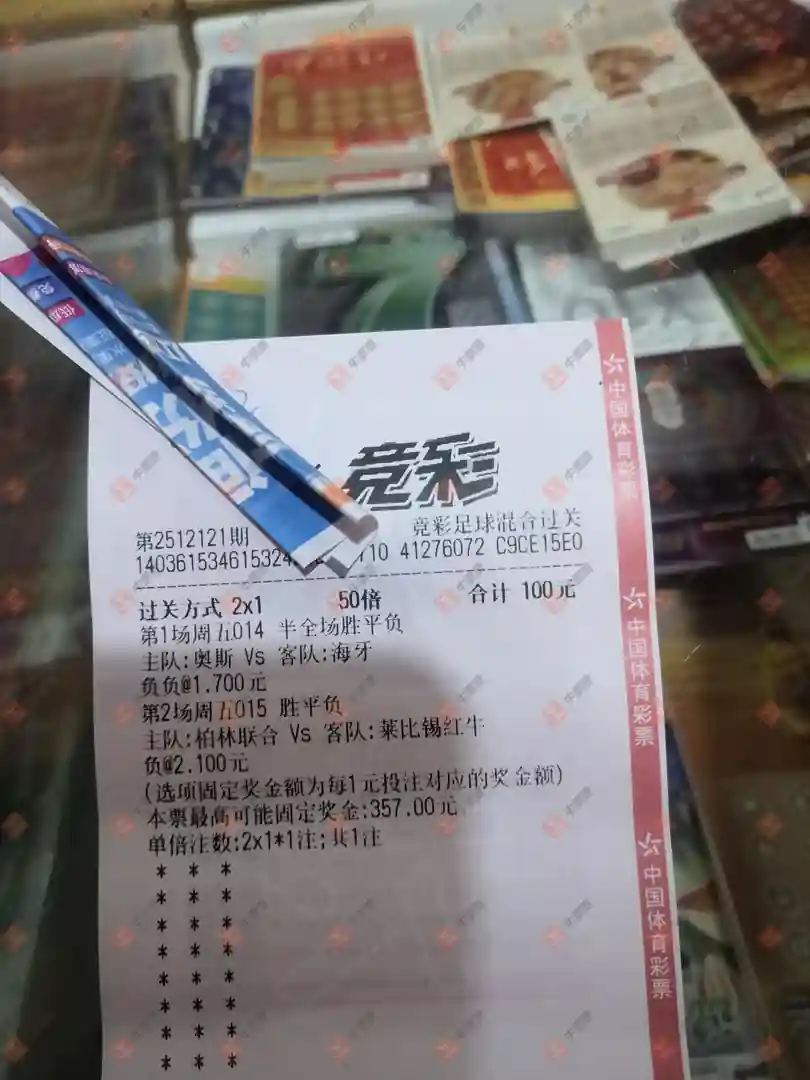 竞彩
第2512121期
竞彩足球混合过关
110 41276072 C9CE15E0
过关方式 2x1 50倍 合计 100元
第1场周五014 半全场胜平负
主队:奥斯 Vs 客队:海牙
负负@1.700元
第2场周五015 胜平负
主队:柏林联合 Vs 客队:莱比锡红牛
负@2.100元
(选项固定奖金额为每1元投注对应的奖金额)
本票最高可能固定奖金:357.00元
单倍注数:2x1*1注;共1注
* * *
* * *
* * *
* * *
* * *
* * *
* * *
* * *
中国体育彩票
中国体育彩票
中国体育彩票